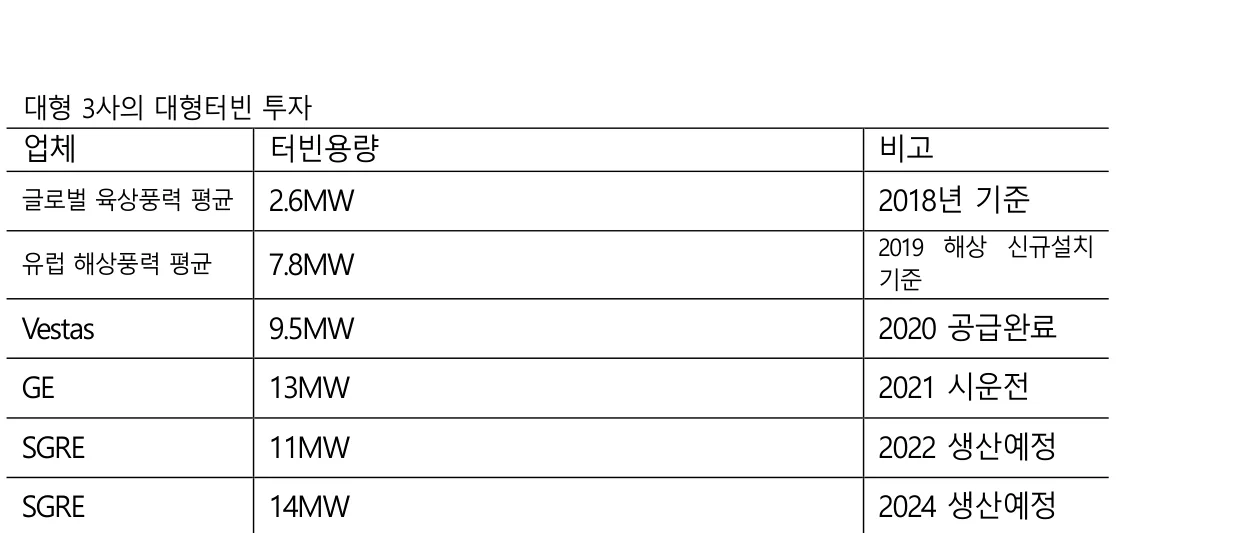 대형 3사의 대형터빈 투자
업체 터빈용량 비고
글로벌 육상풍력 평균 2.6MW 2018년 기준
유럽 해상풍력 평균 7.8MW 2019 해상 신규설치
기준
Vestas 9.5MW 2020 공급완료
GE 13MW 2021 시운전
SGRE 11MW 2022 생산예정
SGRE 14MW 2024 생산예정